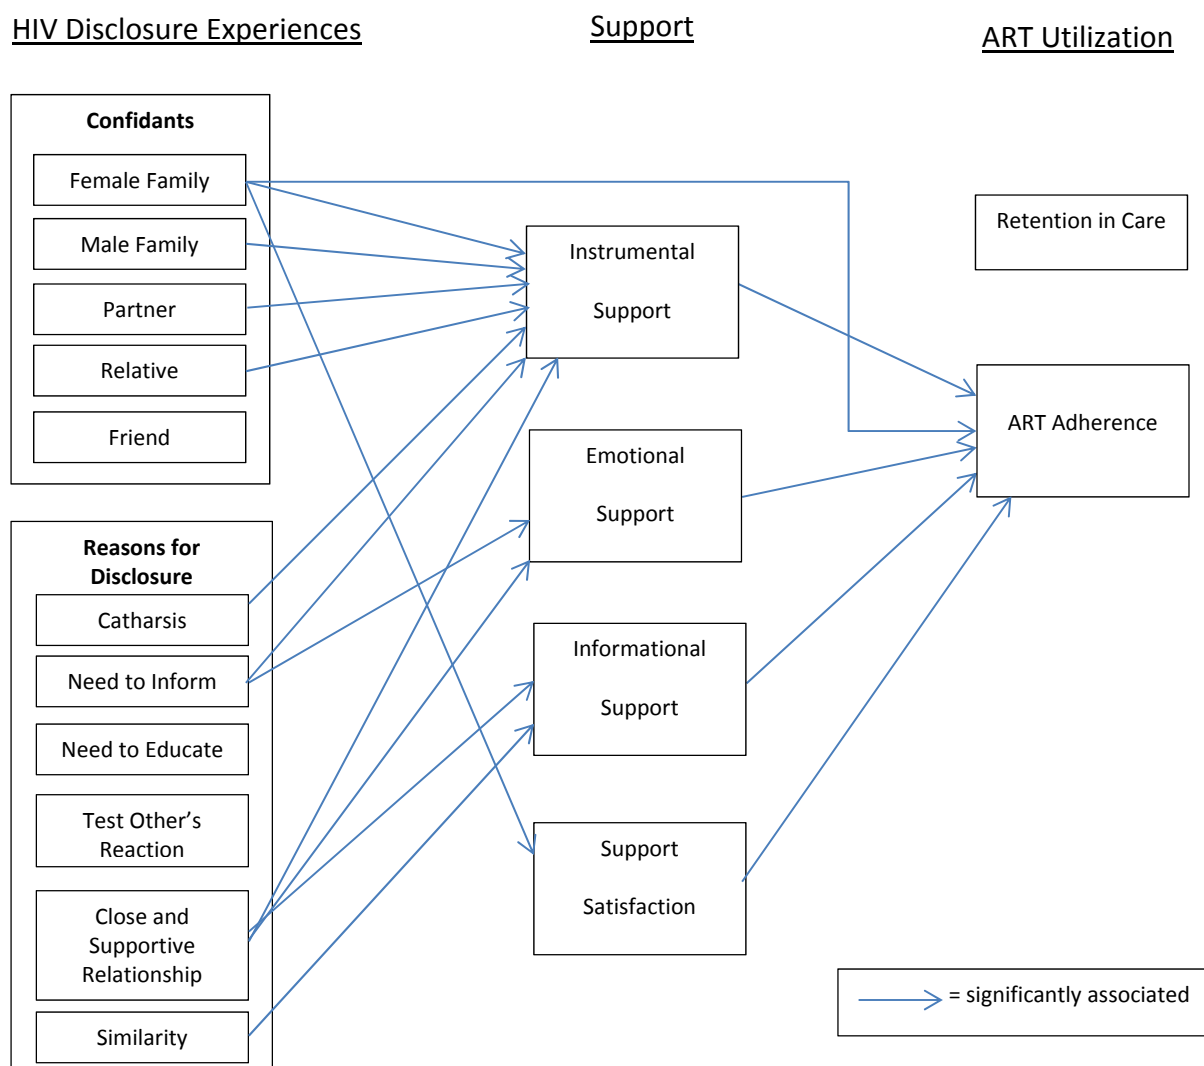 HIV Disclosure Experiences
Support
ART Utilization
Confidants
Female Family
Male Family
Partner
Relative
Friend
Reasons for
Disclosure
Catharsis
Need to Inform
Need to Educate
Test Other’s
Reaction
Close and
Supportive
Relationship
Similarity
Instrumental
Support
Emotional
Support
Informational
Support
Support
Satisfaction
Retention in Care
ART Adherence
= significantly associated